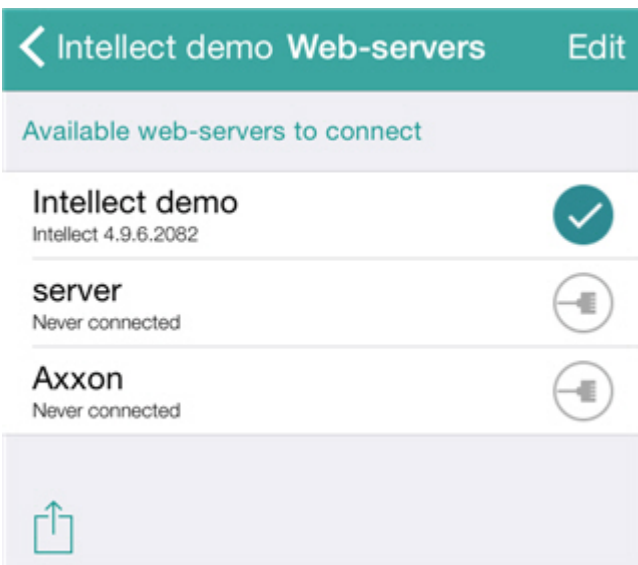 Intellect demo Web-servers Edit
Available web-servers to connect
Intellect demo
Intellect 4.9.6.2082
server
Never connected
Axxon
Never connected